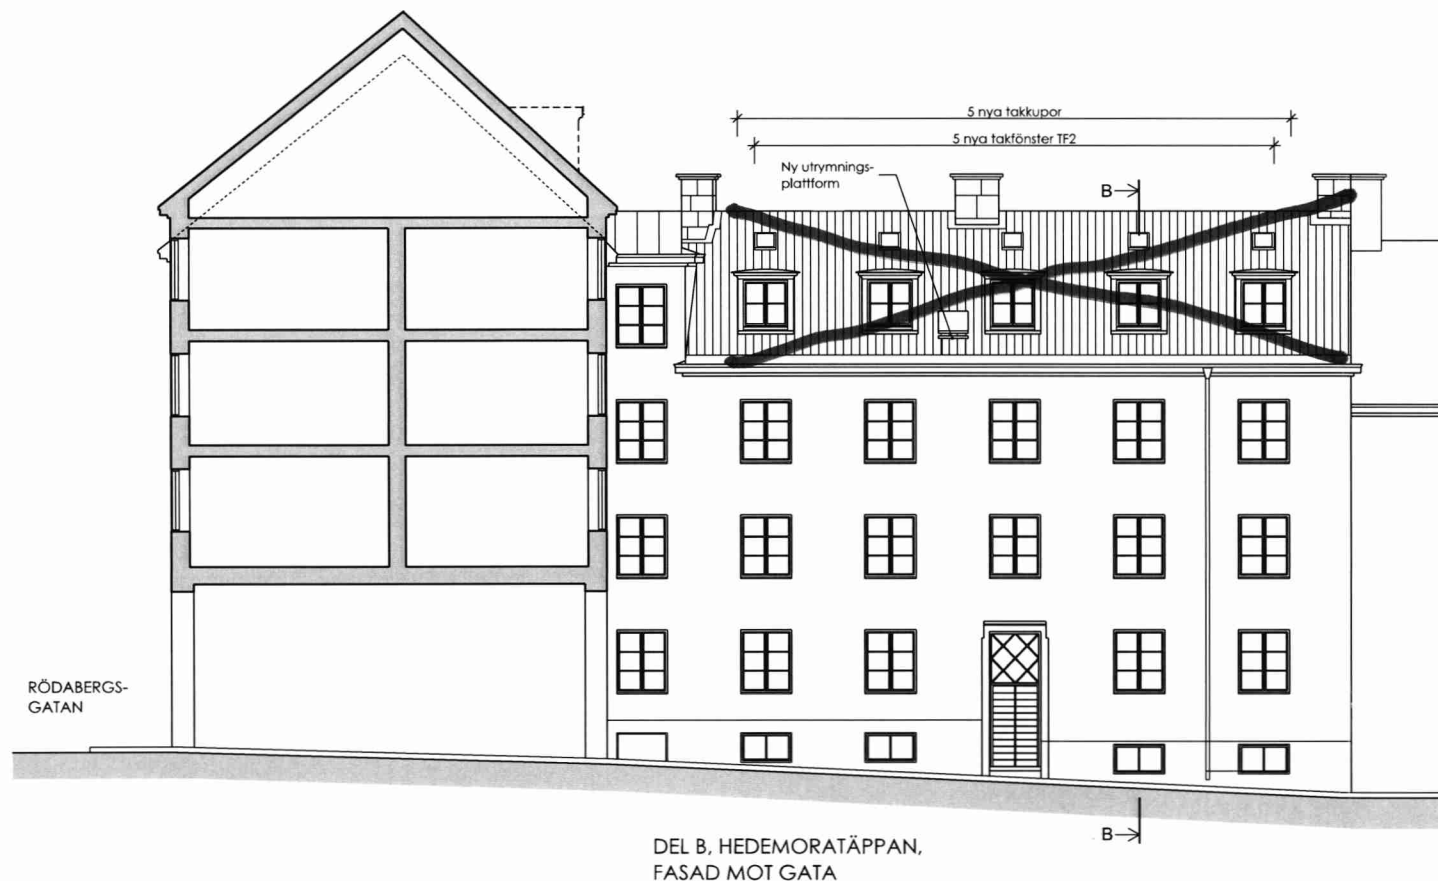 5 nya takkupor
5 nya takfönster TF2
Ny utrymnings-
plattform
B
RÖDABERGS-
GATAN
B
DEL B, HEDEMORATÄPPAN,
FASAD MOT GATA